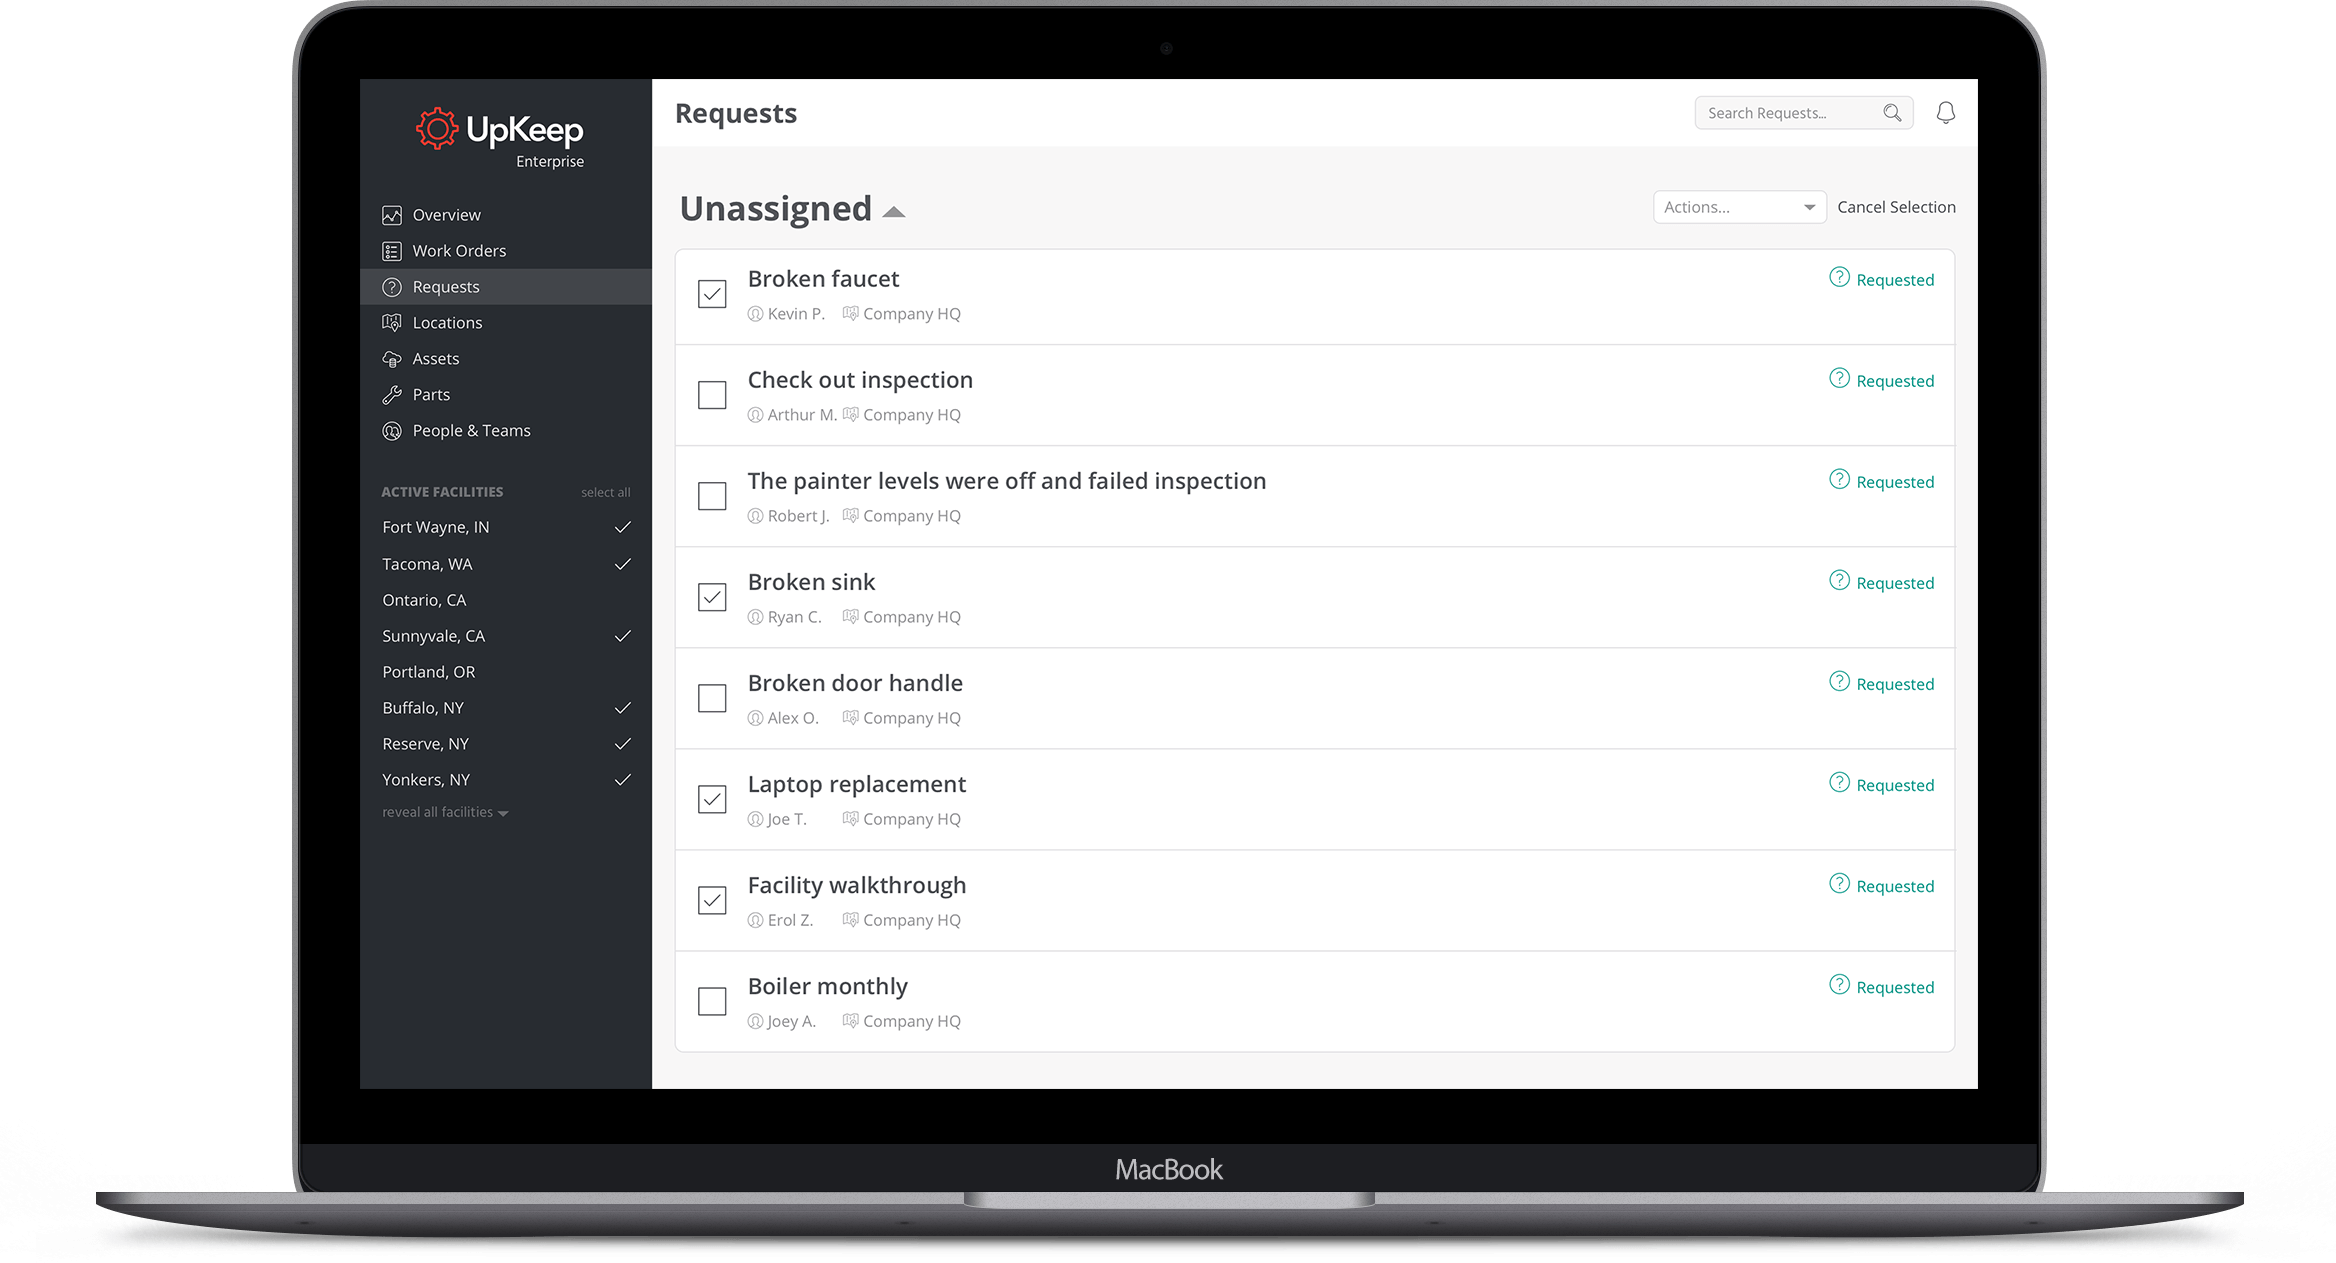 UpKeep
Enterprise
Overview
Work Orders
Requests
Locations
Assets
Parts
People & Teams
ACTIVE FACILITIES select all
Fort Wayne, IN
Tacoma, WA
Ontario, CA
Sunnyvale, CA
Portland, OR
Buffalo, NY
Reserve, NY
Yonkers, NY
reveal all facilities
Requests
Search Requests...
Unassigned
Actions...
Cancel Selection
Broken faucet
Requested
Kevin P. Company HQ
Check out inspection
Requested
Arthur M. Company HQ
The painter levels were off and failed inspection
Requested
Robert J. Company HQ
Broken sink
Requested
Ryan C. Company HQ
Broken door handle
Requested
Alex O. Company HQ
Laptop replacement
Requested
Joe T. Company HQ
Facility walkthrough
Requested
Erol Z. Company HQ
Boiler monthly
Requested
Joey A. Company HQ
MacBook